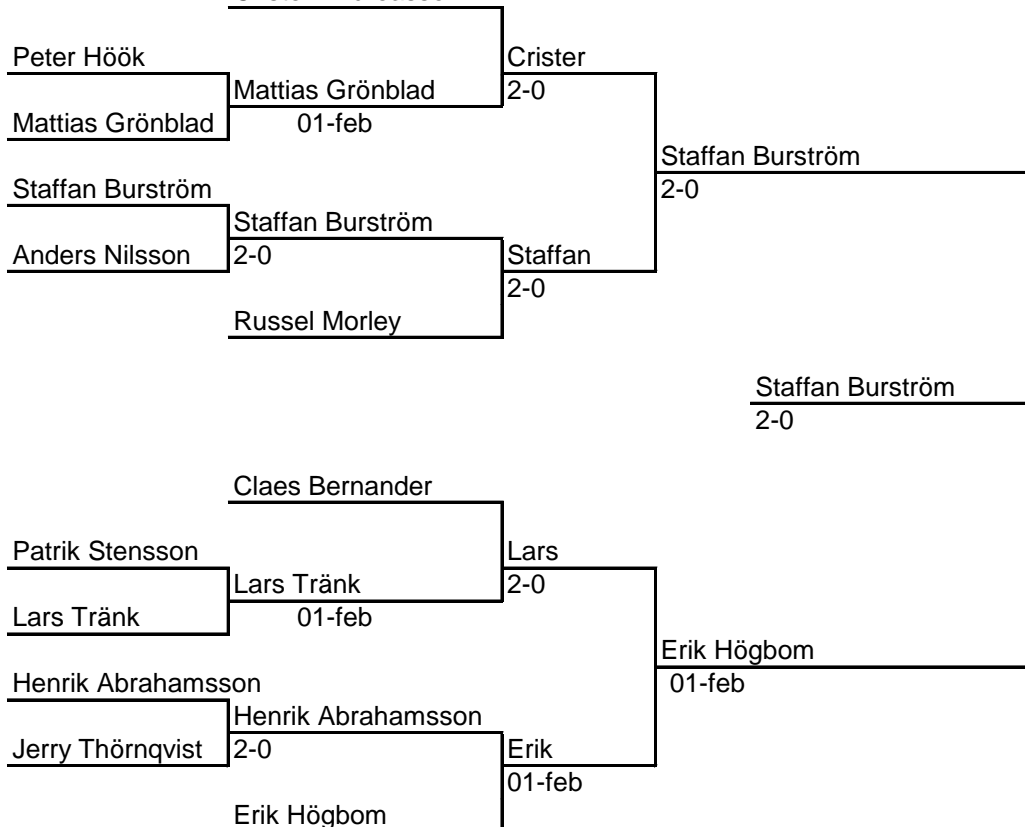 Peter Höök
Crister
Mattias Grönblad
2-0
Mattias Grönblad
01-feb
Staffan Burström
2-0
Staffan Burström
Staffan Burström
Anders Nilsson
2-0
Staffan
2-0
Russel Morley
Staffan Burström
2-0
Claes Bernander
Patrik Stensson
Lars
Lars Tränk
2-0
Lars Tränk
01-feb
Erik Högbom
01-feb
Henrik Abrahamsson
Henrik Abrahamsson
Jerry Thörnqvist
2-0
Erik
01-feb
Erik Högbom